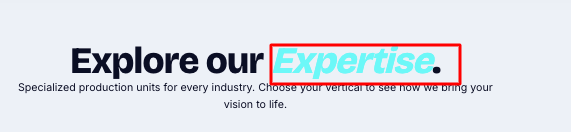 Explore our Expertise.
Specialized production units for every industry. Choose your vertical to see how we bring your
vision to life.